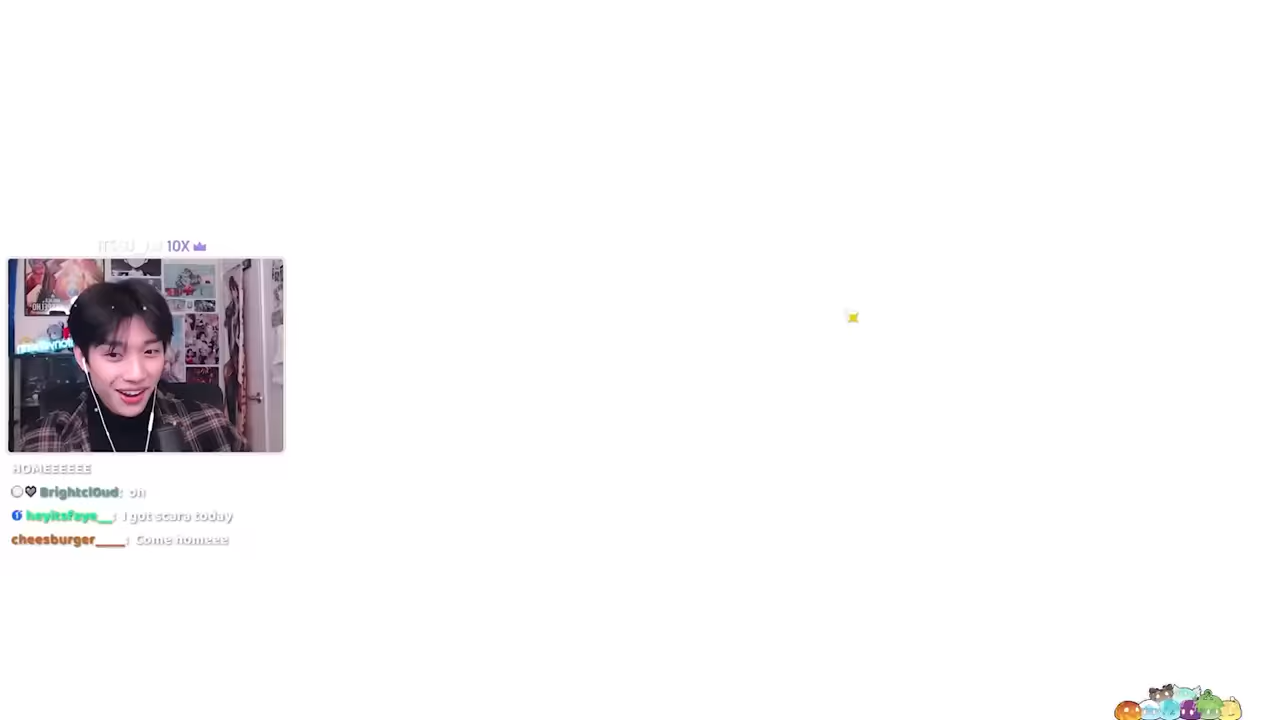 10X
HOMEEEEEE
Brightcl0ud: oh
heyitsfaye__: I got scara today
cheesburger____: Come homeee